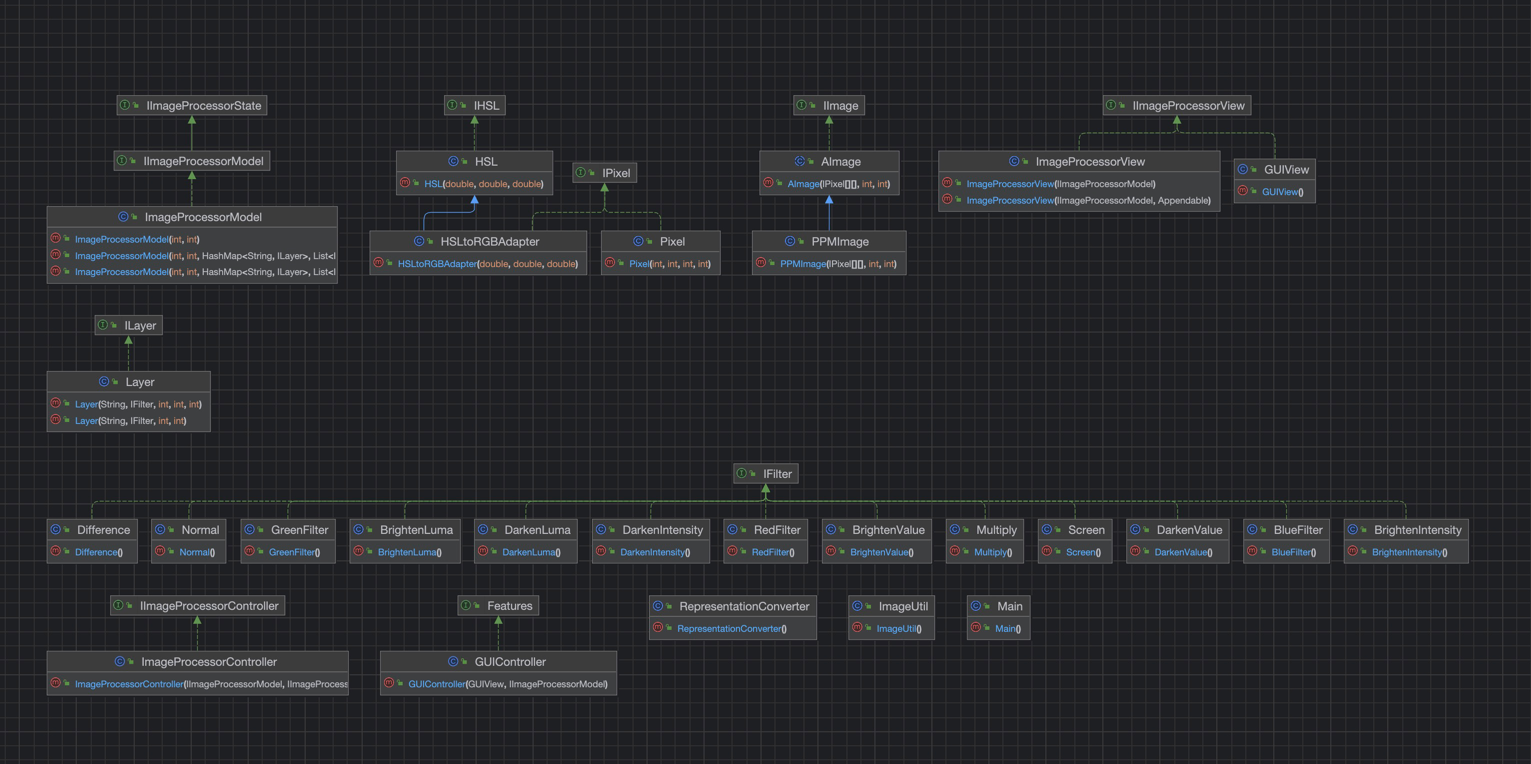 IImageProcessorState
IImageProcessorModel
ImageProcessorModel
ImageProcessorModel(int, int)
ImageProcessorModel(int, int, HashMap<String, ILayer>, List<I
ImageProcessorModel(int, int, HashMap<String, ILayer>, List<I
IHSL
HSL
HSL(double, double, double)
IPixel
HSLtoRGBAdapter
HSLtoRGBAdapter(double, double, double)
Pixel
Pixel(int, int, int, int)
IImage
AImage
AImage(IPixel[][], int, int)
PPMImage
PPMImage(IPixel[][], int, int)
IImageProcessorView
ImageProcessorView
ImageProcessorView(IImageProcessorModel)
ImageProcessorView(IImageProcessorModel, Appendable)
GUIView
GUIView()
ILayer
Layer
Layer(String, IFilter, int, int, int)
Layer(String, IFilter, int, int)
IFilter
Difference
Difference()
Normal
Normal()
GreenFilter
GreenFilter()
BrightenLuma
BrightenLuma()
DarkenLuma
DarkenLuma()
DarkenIntensity
DarkenIntensity()
RedFilter
RedFilter()
BrightenValue
BrightenValue()
Multiply
Multiply()
Screen
Screen()
DarkenValue
DarkenValue()
BlueFilter
BlueFilter()
BrightenIntensity
BrightenIntensity()
IImageProcessorController
ImageProcessorController
ImageProcessorController(IImageProcessorModel, IImageProcess
Features
GUIController
GUIController(GUIView, IImageProcessorModel)
RepresentationConverter
RepresentationConverter()
ImageUtil
ImageUtil()
Main
Main()